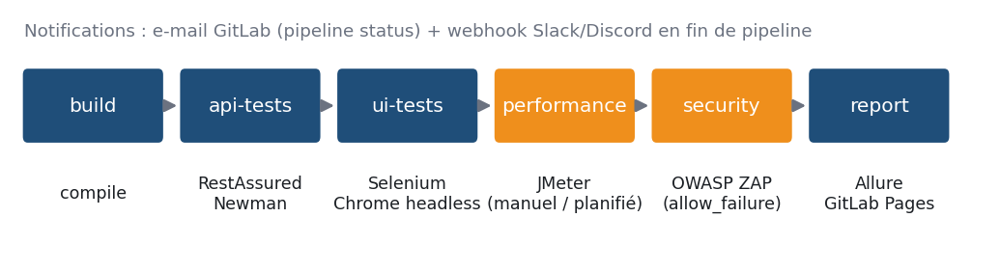 Notifications : e-mail GitLab (pipeline status) + webhook Slack/Discord en fin de pipeline
build
api-tests
ui-tests
performance
security
report
compile
RestAssured
Newman
Selenium
Chrome headless
JMeter
(manuel / planifié)
OWASP ZAP
(allow_failure)
Allure
GitLab Pages